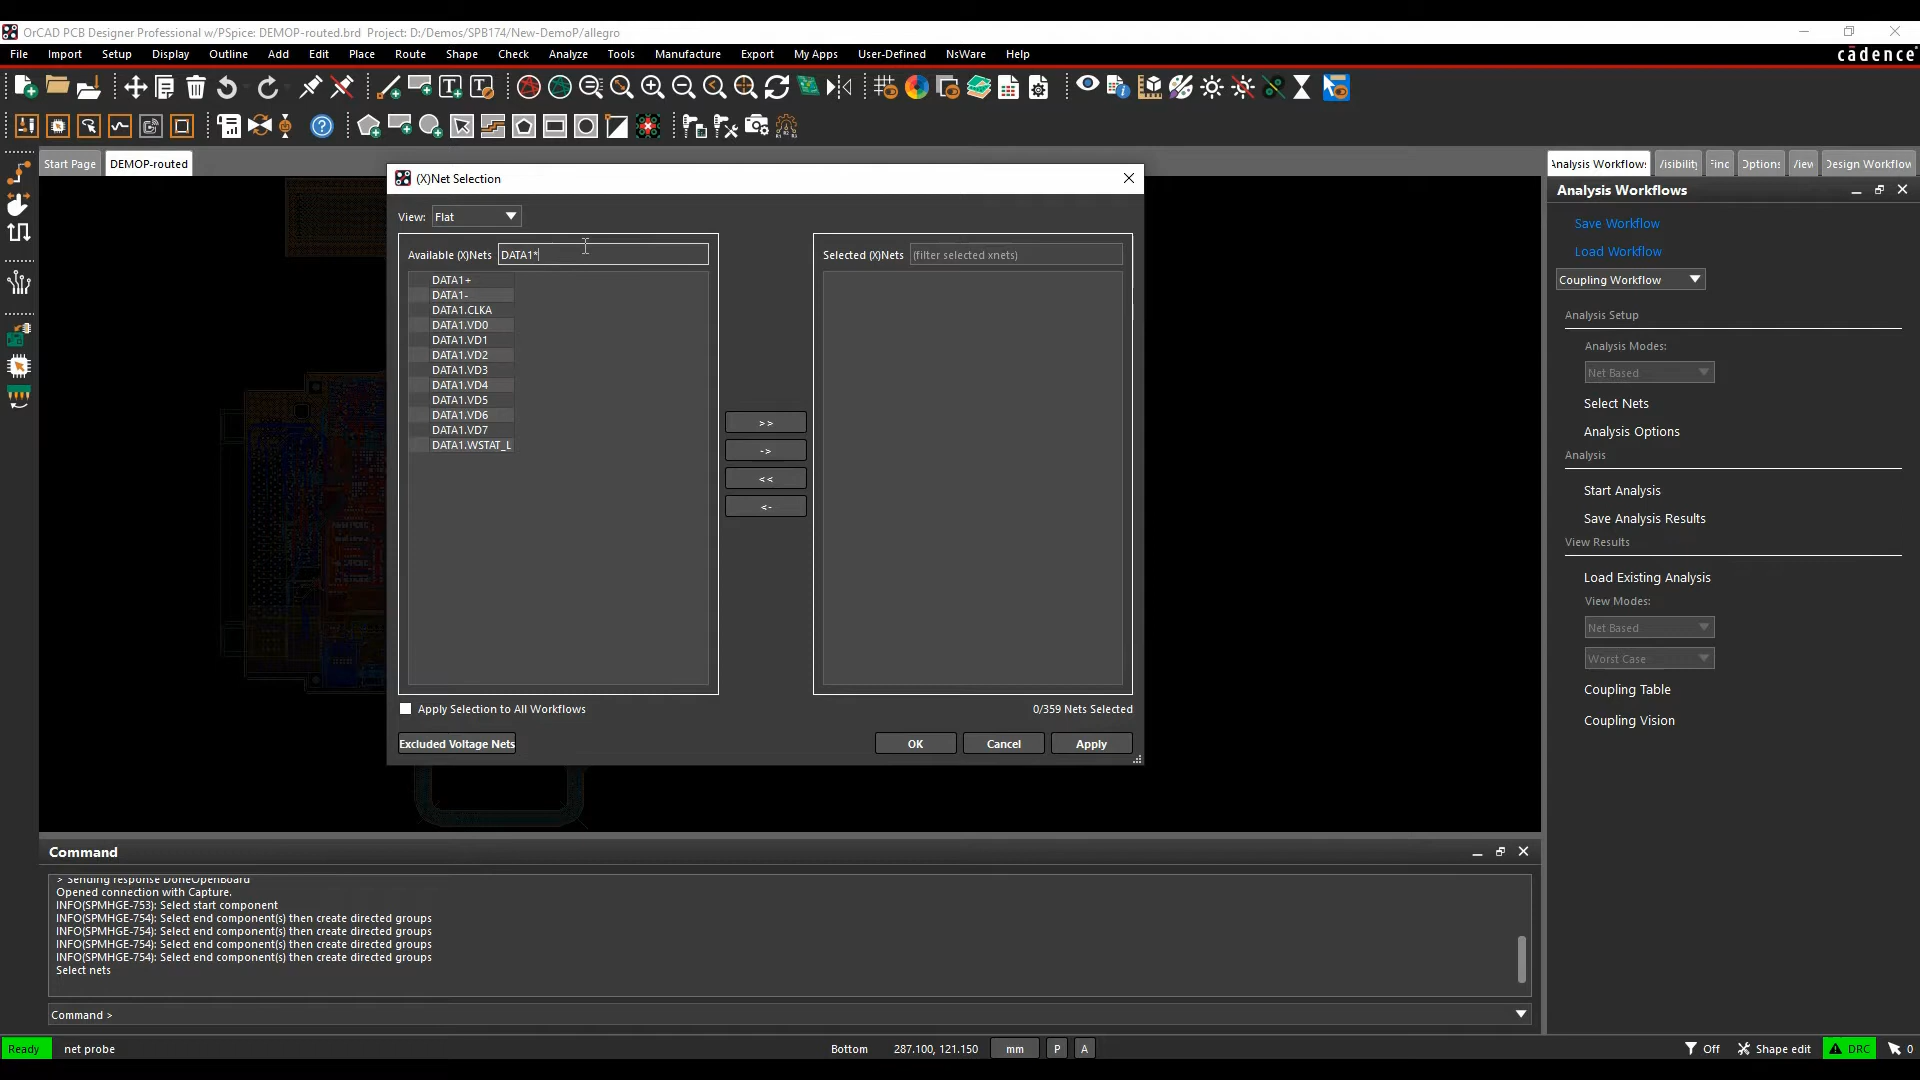 OrCAD PCB Designer Professional w/PSpice: DEMOP-routed.brd Project: D:/Demos/SPB174/New-DemoP/allegro
File Import Setup Display Outline Add Edit Place Route Shape Check Analyze Tools Manufacture Export My Apps User-Defined NsWare Help
cādence
Start Page DEMOP-routed
(X)Net Selection
View: Flat
Available (X)Nets DATA1*
DATA1+
DATA1-
DATA1.CLKA
DATA1.VD0
DATA1.VD1
DATA1.VD2
DATA1.VD3
DATA1.VD4
DATA1.VD5
DATA1.VD6
DATA1.VD7
DATA1.WSTAT_L
>>
->
<<
<-
Selected (X)Nets (filter selected xnets)
Apply Selection to All Workflows
0/359 Nets Selected
Excluded Voltage Nets
OK Cancel Apply
Analysis Workflows
Save Workflow
Load Workflow
Coupling Workflow
Analysis Setup
Analysis Modes:
Net Based
Select Nets
Analysis Options
Analysis
Start Analysis
Save Analysis Results
View Results
Load Existing Analysis
View Modes:
Net Based
Worst Case
Coupling Table
Coupling Vision
Command
> Sending response DoneOpenBoard
Opened connection with Capture.
INFO(SPMHGE-753): Select start component
INFO(SPMHGE-754): Select end component(s) then create directed groups
INFO(SPMHGE-754): Select end component(s) then create directed groups
INFO(SPMHGE-754): Select end component(s) then create directed groups
INFO(SPMHGE-754): Select end component(s) then create directed groups
Select nets
Command >
Ready net probe Bottom 287.100, 121.150 mm P A Off Shape edit DRC 0